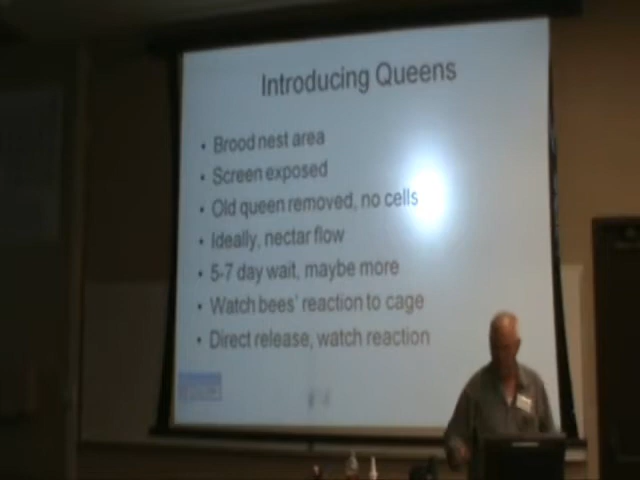 Introducing Queens
• Brood nest area
• Screen exposed
• Old queen removed, no cells
• Ideally, nectar flow
• 5-7 day wait, maybe more
• Watch bees' reaction to cage
• Direct release, watch reaction